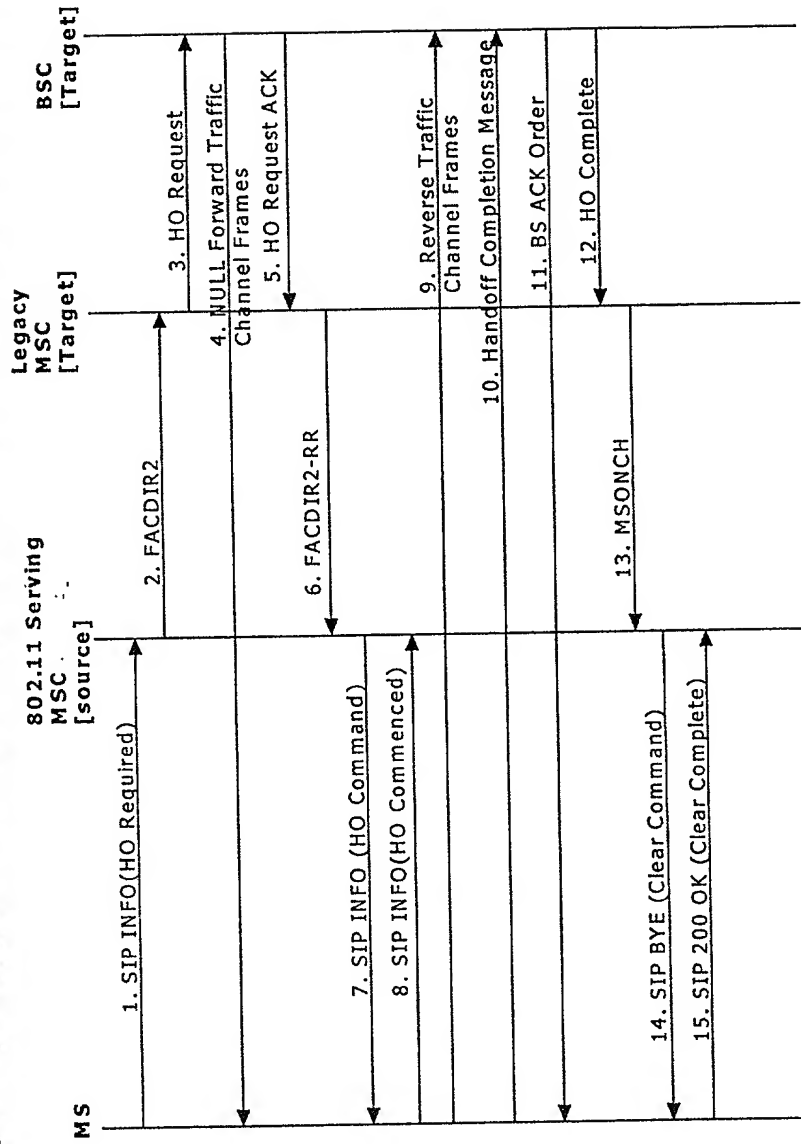 MS
802.11 Serving
MSC
[source]
Legacy
MSC
[Target]
BSC
[Target]
1. SIP INFO(HO Required)
2. FACDIR2
3. HO Request
4. NULL Forward Traffic
Channel Frames
5. HO Request ACK
6. FACDIR2-RR
7. SIP INFO (HO Command)
8. SIP INFO(HO Commenced)
9. Reverse Traffic
Channel Frames
10. Handoff Completion Message
11. BS ACK Order
12. HO Complete
13. MSONCH
14. SIP BYE (Clear Command)
15. SIP 200 OK (Clear Complete)